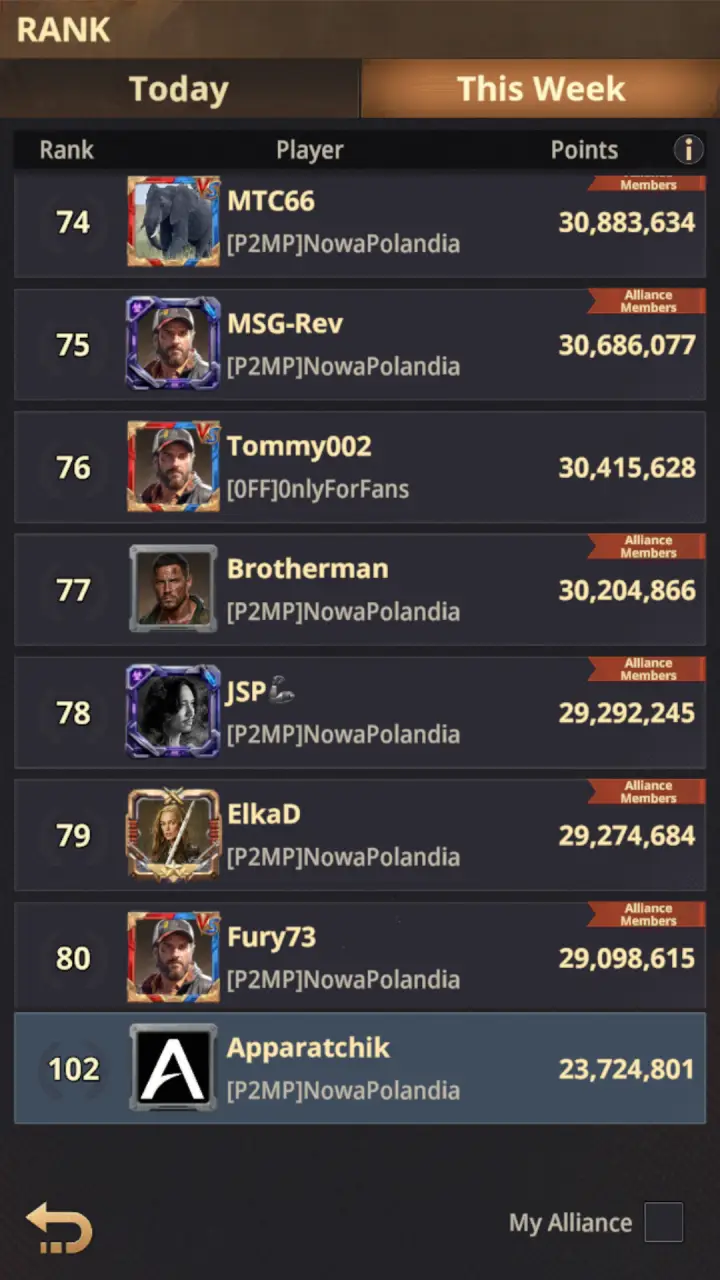 RANK
Today
This Week
Rank
Player
Points
i
74
MTC66
[P2MP]NowaPolandia
Members
30,883,634
75
MSG-Rev
[P2MP]NowaPolandia
Alliance
Members
30,686,077
76
Tommy002
[0FF]0nlyForFans
30,415,628
77
Brotherman
[P2MP]NowaPolandia
Alliance
Members
30,204,866
78
JSP💪
[P2MP]NowaPolandia
Alliance
Members
29,292,245
79
ElkaD
[P2MP]NowaPolandia
Alliance
Members
29,274,684
80
Fury73
[P2MP]NowaPolandia
Alliance
Members
29,098,615
102
A
Apparatchik
[P2MP]NowaPolandia
23,724,801
My Alliance